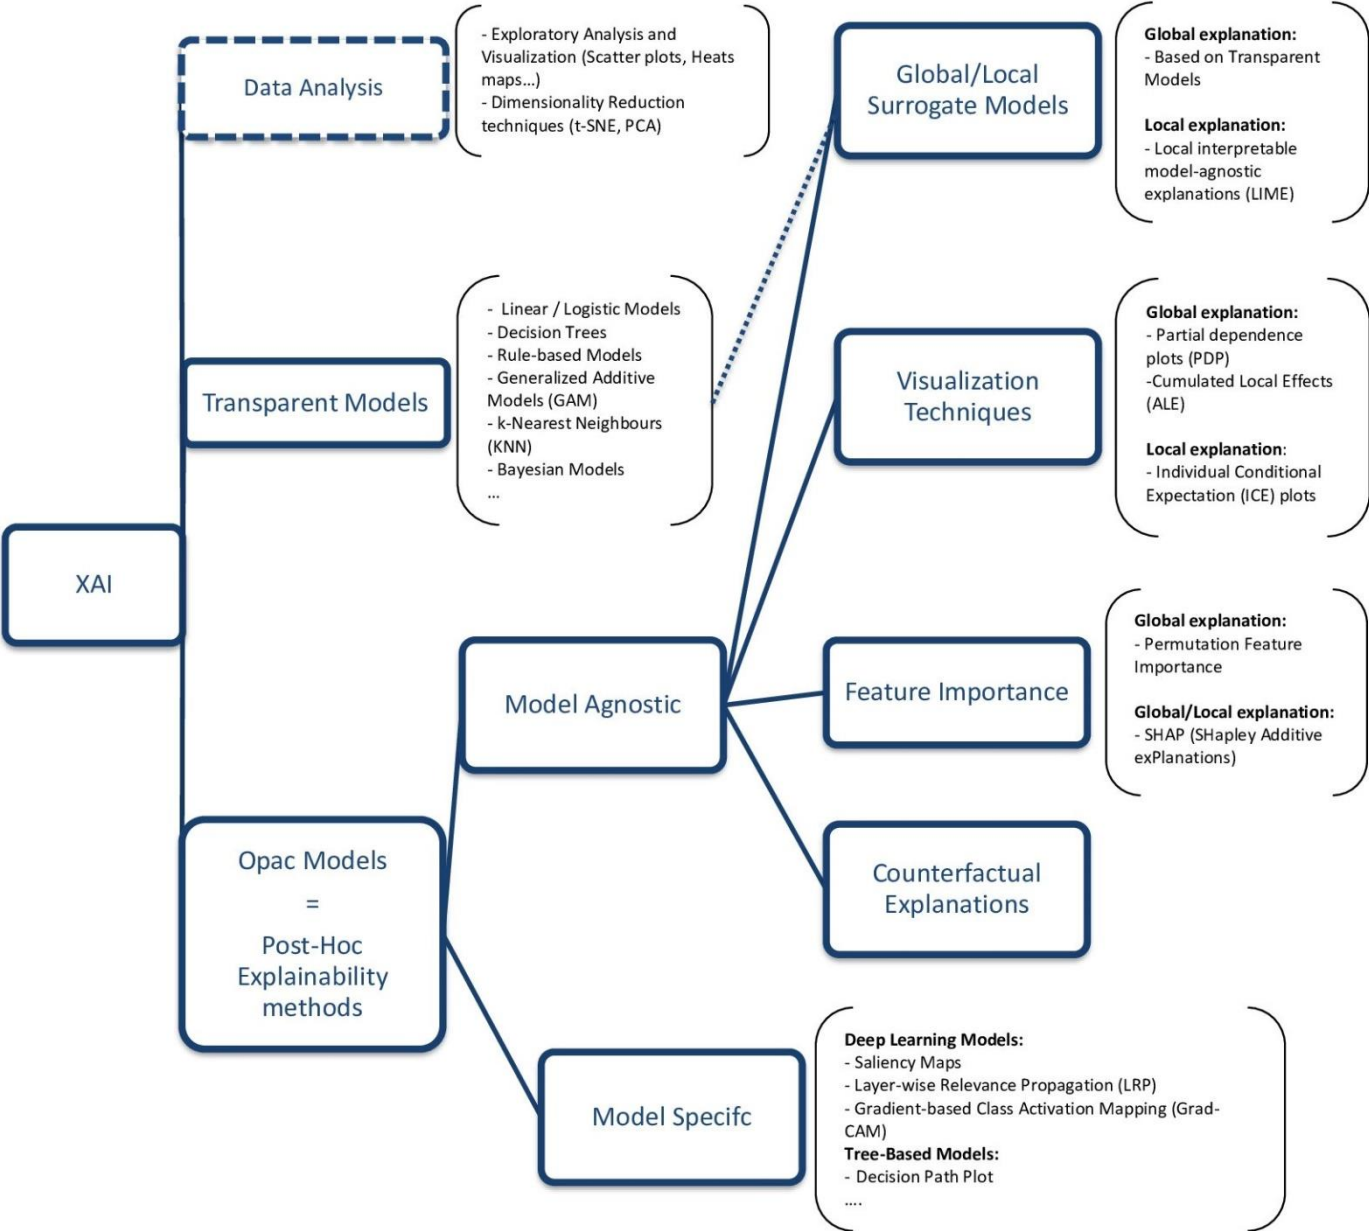 Data Analysis
- Exploratory Analysis and
Visualization (Scatter plots, Heats
maps...)
- Dimensionality Reduction
techniques (t-SNE, PCA)
Global/Local
Surrogate Models
Global explanation:
- Based on Transparent
Models
Local explanation:
- Local interpretable
model-agnostic
explanations (LIME)
Transparent Models
- Linear / Logistic Models
- Decision Trees
- Rule-based Models
- Generalized Additive
Models (GAM)
- k-Nearest Neighbours
(KNN)
- Bayesian Models
...
Visualization
Techniques
Global explanation:
- Partial dependence
plots (PDP)
-Cumulated Local Effects
(ALE)
Local explanation:
- Individual Conditional
Expectation (ICE) plots
XAI
Model Agnostic
Feature Importance
Global explanation:
- Permutation Feature
Importance
Global/Local explanation:
- SHAP (SHapley Additive
exPlanations)
Opac Models
=
Post-Hoc
Explainability
methods
Counterfactual
Explanations
Model Specifc
Deep Learning Models:
- Saliency Maps
- Layer-wise Relevance Propagation (LRP)
- Gradient-based Class Activation Mapping (Grad-
CAM)
Tree-Based Models:
- Decision Path Plot
....